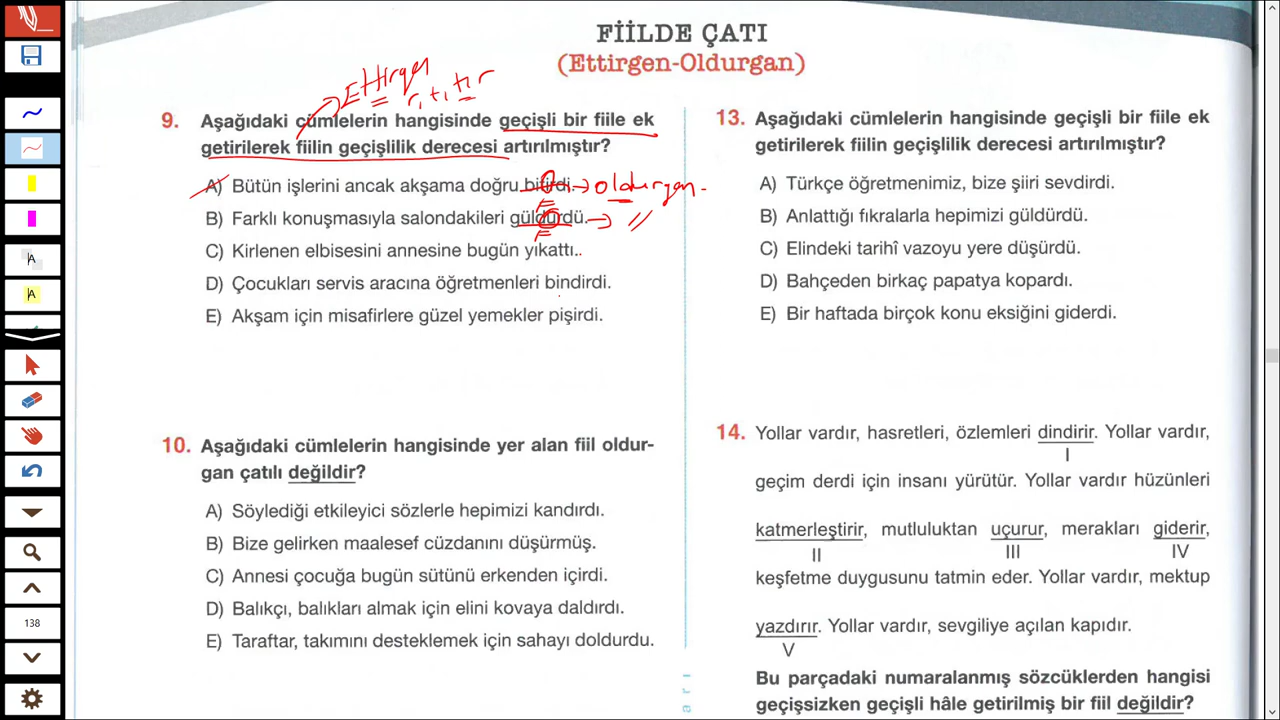 FİİLDE ÇATI
(Ettirgen-Oldurgan)
Ettirgen
r, t, tır
9. Aşağıdaki cümlelerin hangisinde geçişli bir fiile ek
getirilerek fiilin geçişlilik derecesi artırılmıştır?
A) Bütün işlerini ancak akşama doğru bitirdi. → oldurgan.
B) Farklı konuşmasıyla salondakileri güldürdü. → //
C) Kirlenen elbisesini annesine bugün yıkattı.
D) Çocukları servis aracına öğretmenleri bindirdi.
E) Akşam için misafirlere güzel yemekler pişirdi.
10. Aşağıdaki cümlelerin hangisinde yer alan fiil oldur-
gan çatılı değildir?
A) Söylediği etkileyici sözlerle hepimizi kandırdı.
B) Bize gelirken maalesef cüzdanını düşürmüş.
C) Annesi çocuğa bugün sütünü erkenden içirdi.
D) Balıkçı, balıkları almak için elini kovaya daldırdı.
E) Taraftar, takımını desteklemek için sahayı doldurdu.
13. Aşağıdaki cümlelerin hangisinde geçişli bir fiile ek
getirilerek fiilin geçişlilik derecesi artırılmıştır?
A) Türkçe öğretmenimiz, bize şiiri sevdirdi.
B) Anlattığı fıkralarla hepimizi güldürdü.
C) Elindeki tarihî vazoyu yere düşürdü.
D) Bahçeden birkaç papatya kopardı.
E) Bir haftada birçok konu eksiğini giderdi.
14. Yollar vardır, hasretleri, özlemleri dindirir. Yollar vardır,
I
geçim derdi için insanı yürütür. Yollar vardır hüzünleri
katmerleştirir, mutluluktan uçurur, merakları giderir,
II III IV
keşfetme duygusunu tatmin eder. Yollar vardır, mektup
yazdırır. Yollar vardır, sevgiliye açılan kapıdır.
V
Bu parçadaki numaralanmış sözcüklerden hangisi
geçişsizken geçişli hâle getirilmiş bir fiil değildir?
A
A
138